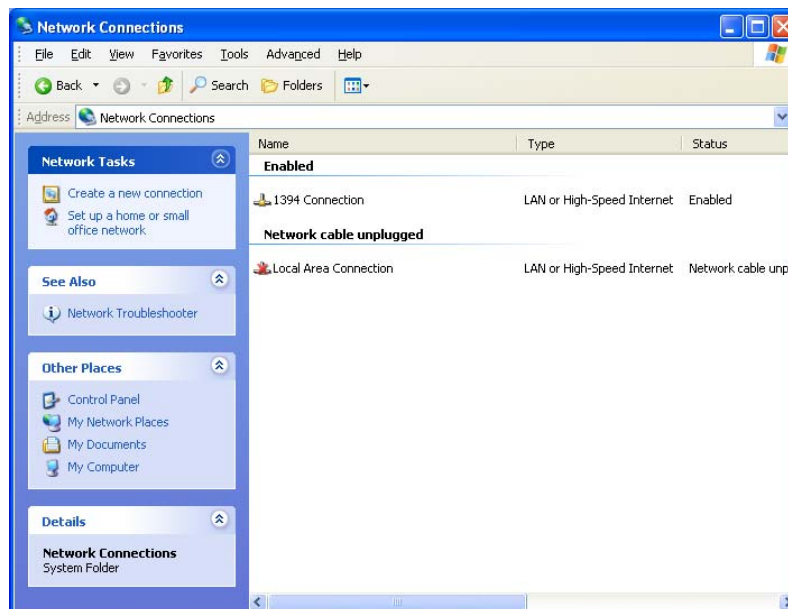 Network Connections
File Edit View Favorites Tools Advanced Help
Back Search Folders
Address Network Connections
Network Tasks
Create a new connection
Set up a home or small
office network
See Also
Network Troubleshooter
Other Places
Control Panel
My Network Places
My Documents
My Computer
Details
Network Connections
System Folder
Name Type Status
Enabled
1394 Connection LAN or High-Speed Internet Enabled
Network cable unplugged
Local Area Connection LAN or High-Speed Internet Network cable unp